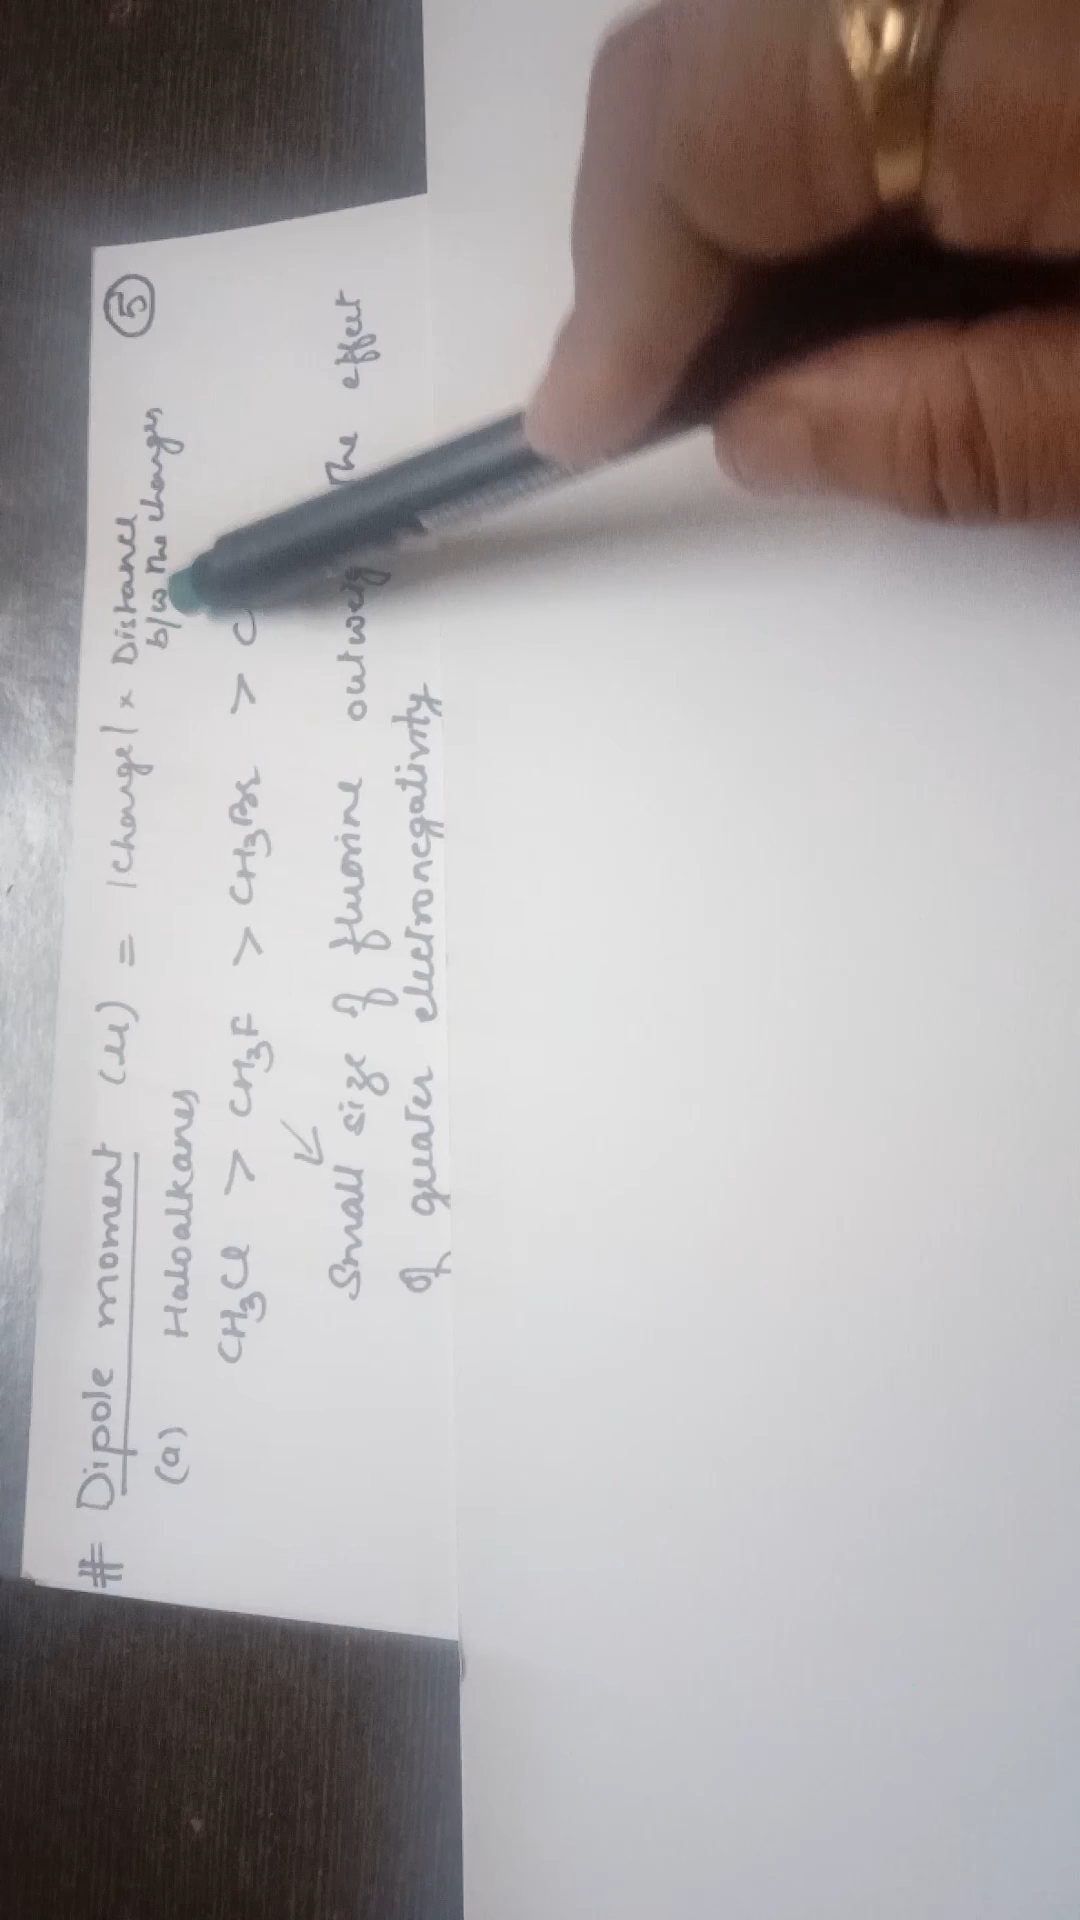 # Dipole moment (μ) = |charge| × Distance ⑤
b/w the charges
(a) Haloalkanes
CH₃Cl > CH₃F > CH₃Br > C
Small size of fluorine outweig The effect
of greater electronegativity